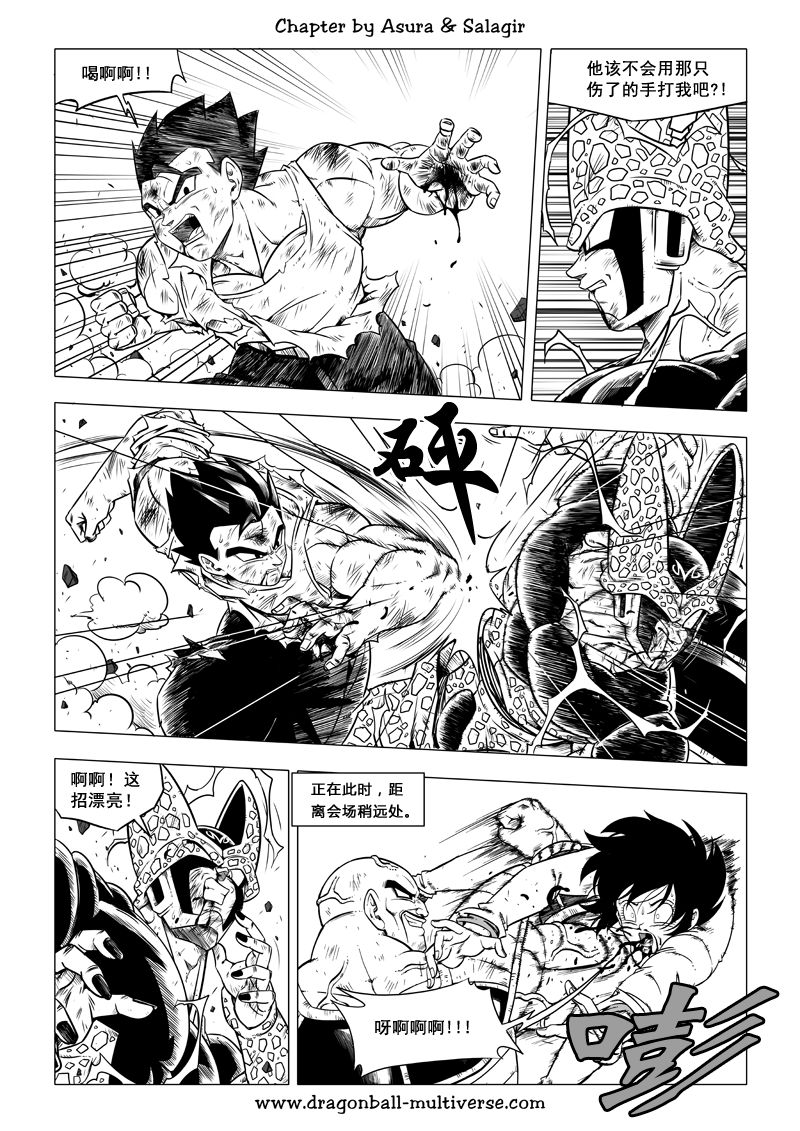 Chapter by Asura & Salagir
喝啊啊!!
他该不会用那只
伤了的手打我吧?!
砰
啊啊! 这
招漂亮!
正在此时，距
离会场稍远处。
呀啊啊啊!!!
嘭
www.dragonball-multiverse.com